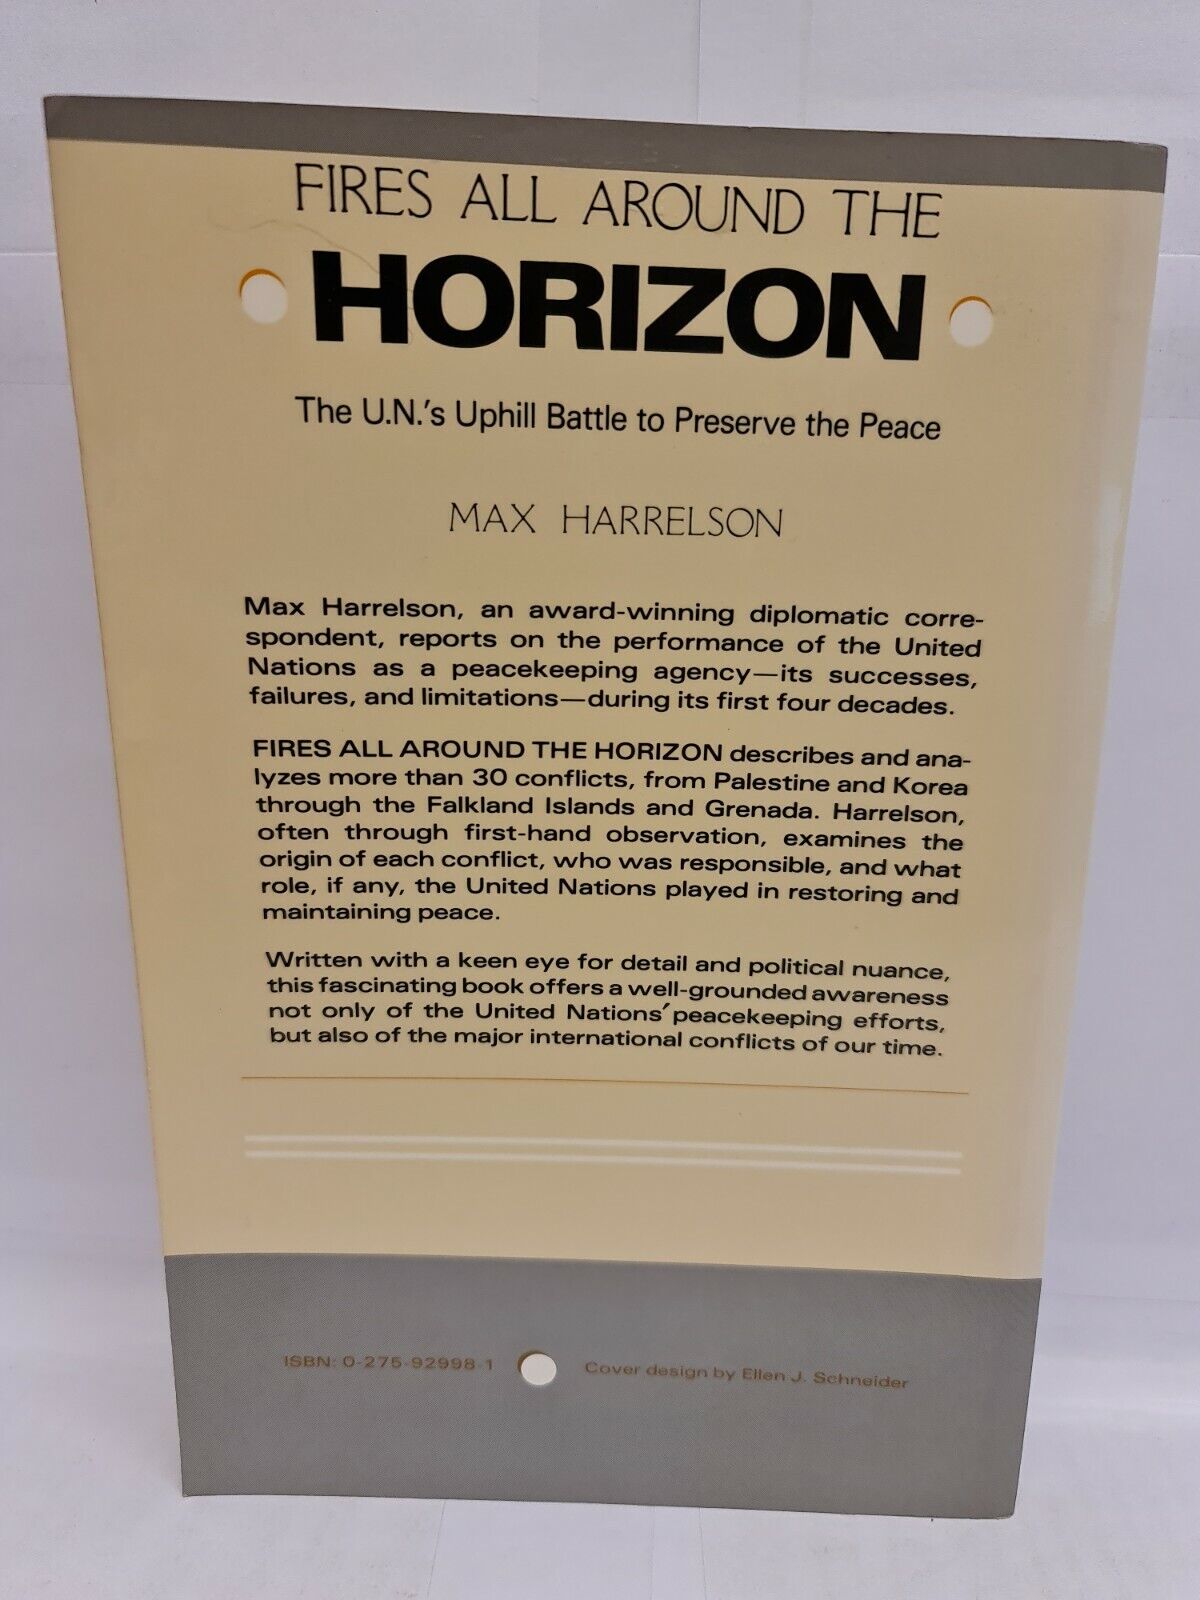 FIRES ALL AROUND THE
HORIZON
The U.N.'s Uphill Battle to Preserve the Peace
MAX HARRELSON
Max Harrelson, an award-winning diplomatic corre-
spondent, reports on the performance of the United
Nations as a peacekeeping agency—its successes,
failures, and limitations—during its first four decades.
FIRES ALL AROUND THE HORIZON describes and ana-
lyzes more than 30 conflicts, from Palestine and Korea
through the Falkland Islands and Grenada. Harrelson,
often through first-hand observation, examines the
origin of each conflict, who was responsible, and what
role, if any, the United Nations played in restoring and
maintaining peace.
Written with a keen eye for detail and political nuance,
this fascinating book offers a well-grounded awareness
not only of the United Nations' peacekeeping efforts,
but also of the major international conflicts of our time.
ISBN: 0-275-92998-1
Cover design by Ellen J. Schneider